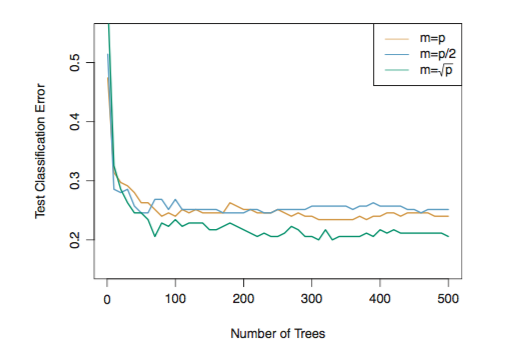 m=p
m=p/2
m=√p
0.5
0.4
0.3
0.2
Test Classification Error
0 100 200 300 400 500
Number of Trees